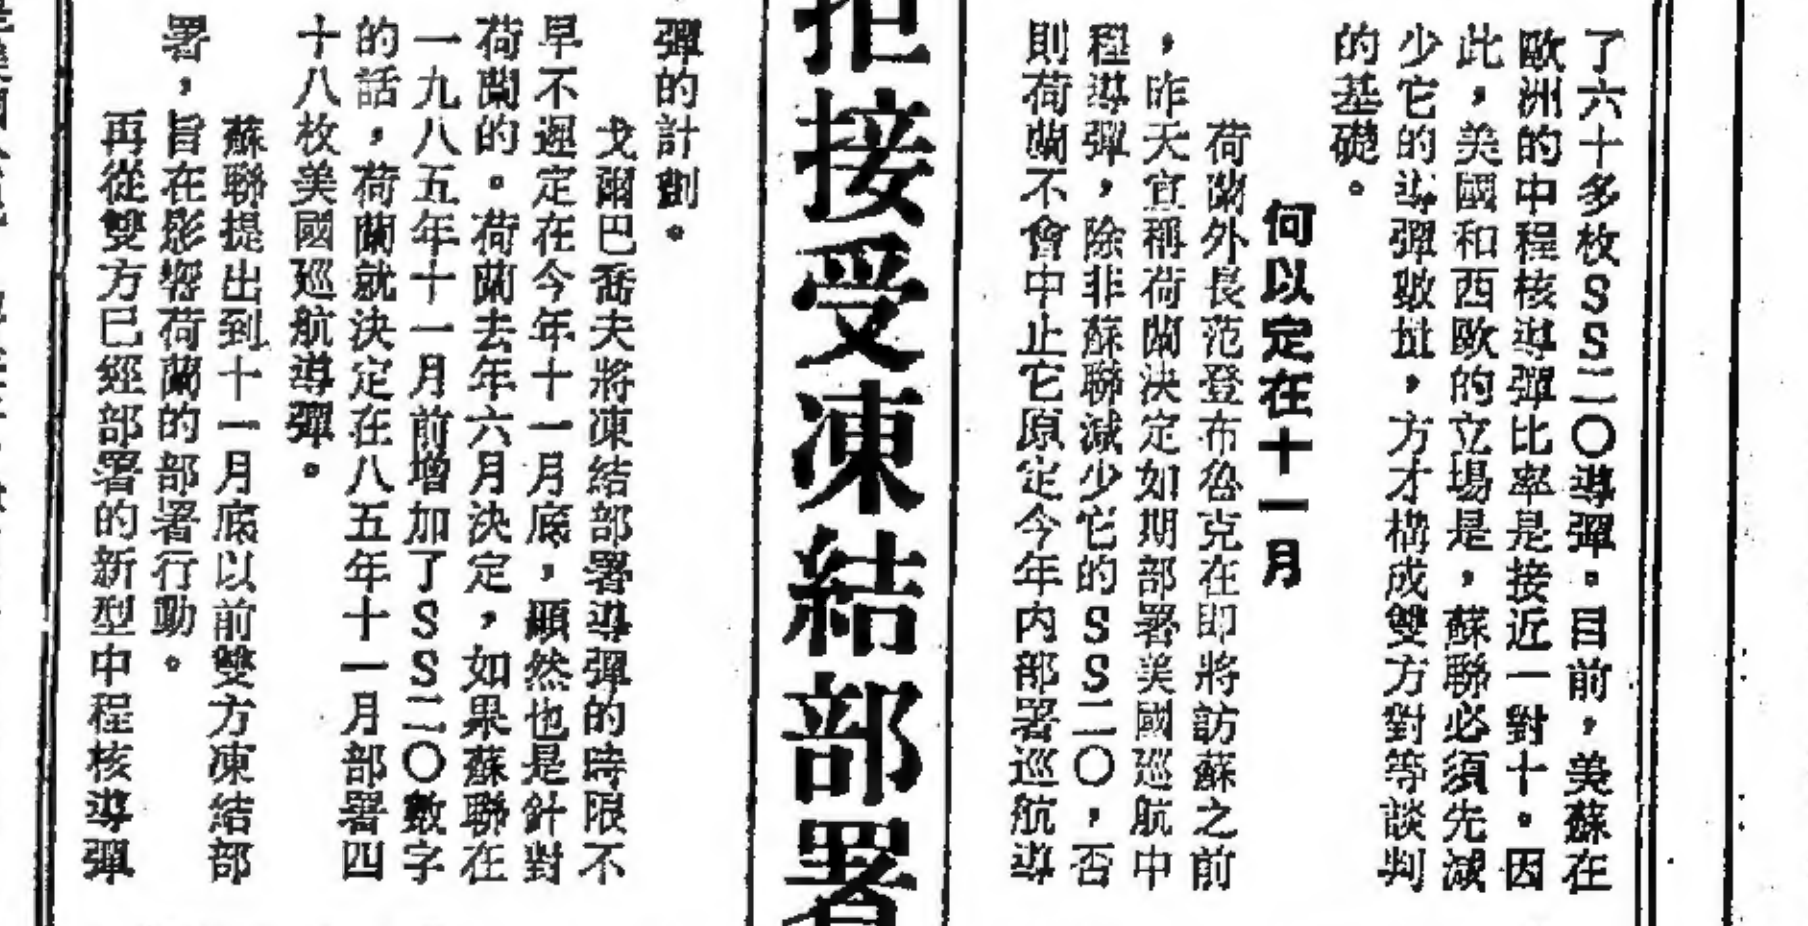 了六十多枚ＳＳ二〇導彈。目前，美蘇在
歐洲的中程核導彈比率是接近一對十。因
此，美國和西歐的立場是，蘇聯必須先減
少它的導彈數量，方才構成雙方對等談判
的基礎。
何以定在十一月
荷蘭外長范登布魯克在即將訪蘇之前
，昨天宣稱荷蘭決定如期部署美國巡航中
程導彈，除非蘇聯減少它的ＳＳ二〇，否
則荷蘭不會中止它原定今年內部署巡航導
拒接受凍結部署
彈的計劃。
戈爾巴喬夫將凍結部署導彈的時限不
早不遲定在今年十一月底，顯然也是針對
荷蘭的。荷蘭去年六月決定，如果蘇聯在
一九八五年十一月前增加了ＳＳ二〇數字
的話，荷蘭就決定在八五年十一月部署四
十八枚美國巡航導彈。
蘇聯提出到十一月底以前雙方凍結部
署，旨在影響荷蘭的部署行動。
再從雙方已經部署的新型中程核導彈